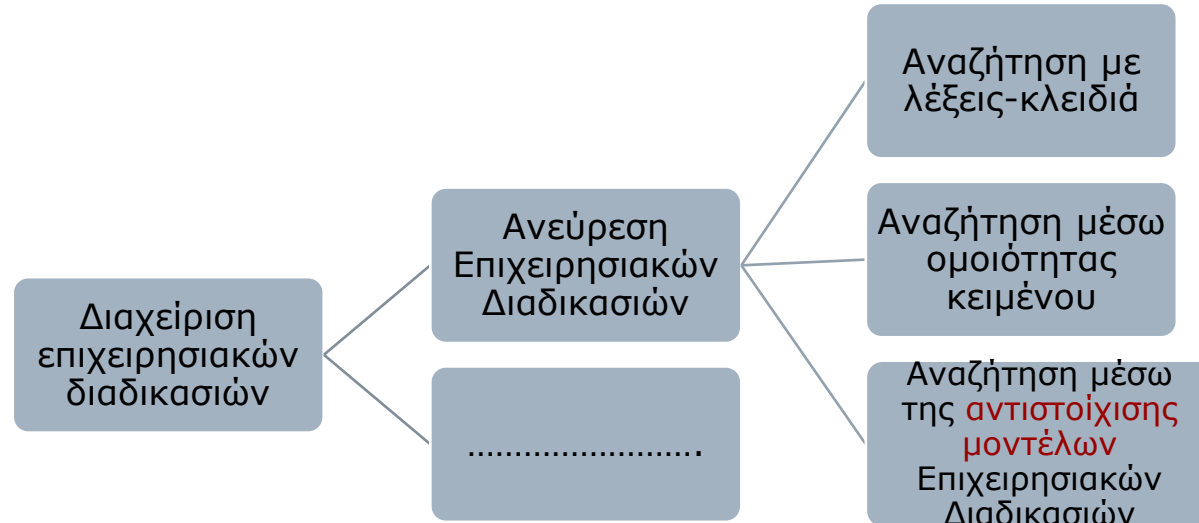 Διαχείριση
επιχειρησιακών
διαδικασιών
Ανεύρεση
Επιχειρησιακών
Διαδικασιών
……………………..
Αναζήτηση με
λέξεις-κλειδιά
Αναζήτηση μέσω
ομοιότητας
κειμένου
Αναζήτηση μέσω
της αντιστοίχισης
μοντέλων
Επιχειρησιακών
Διαδικασιών